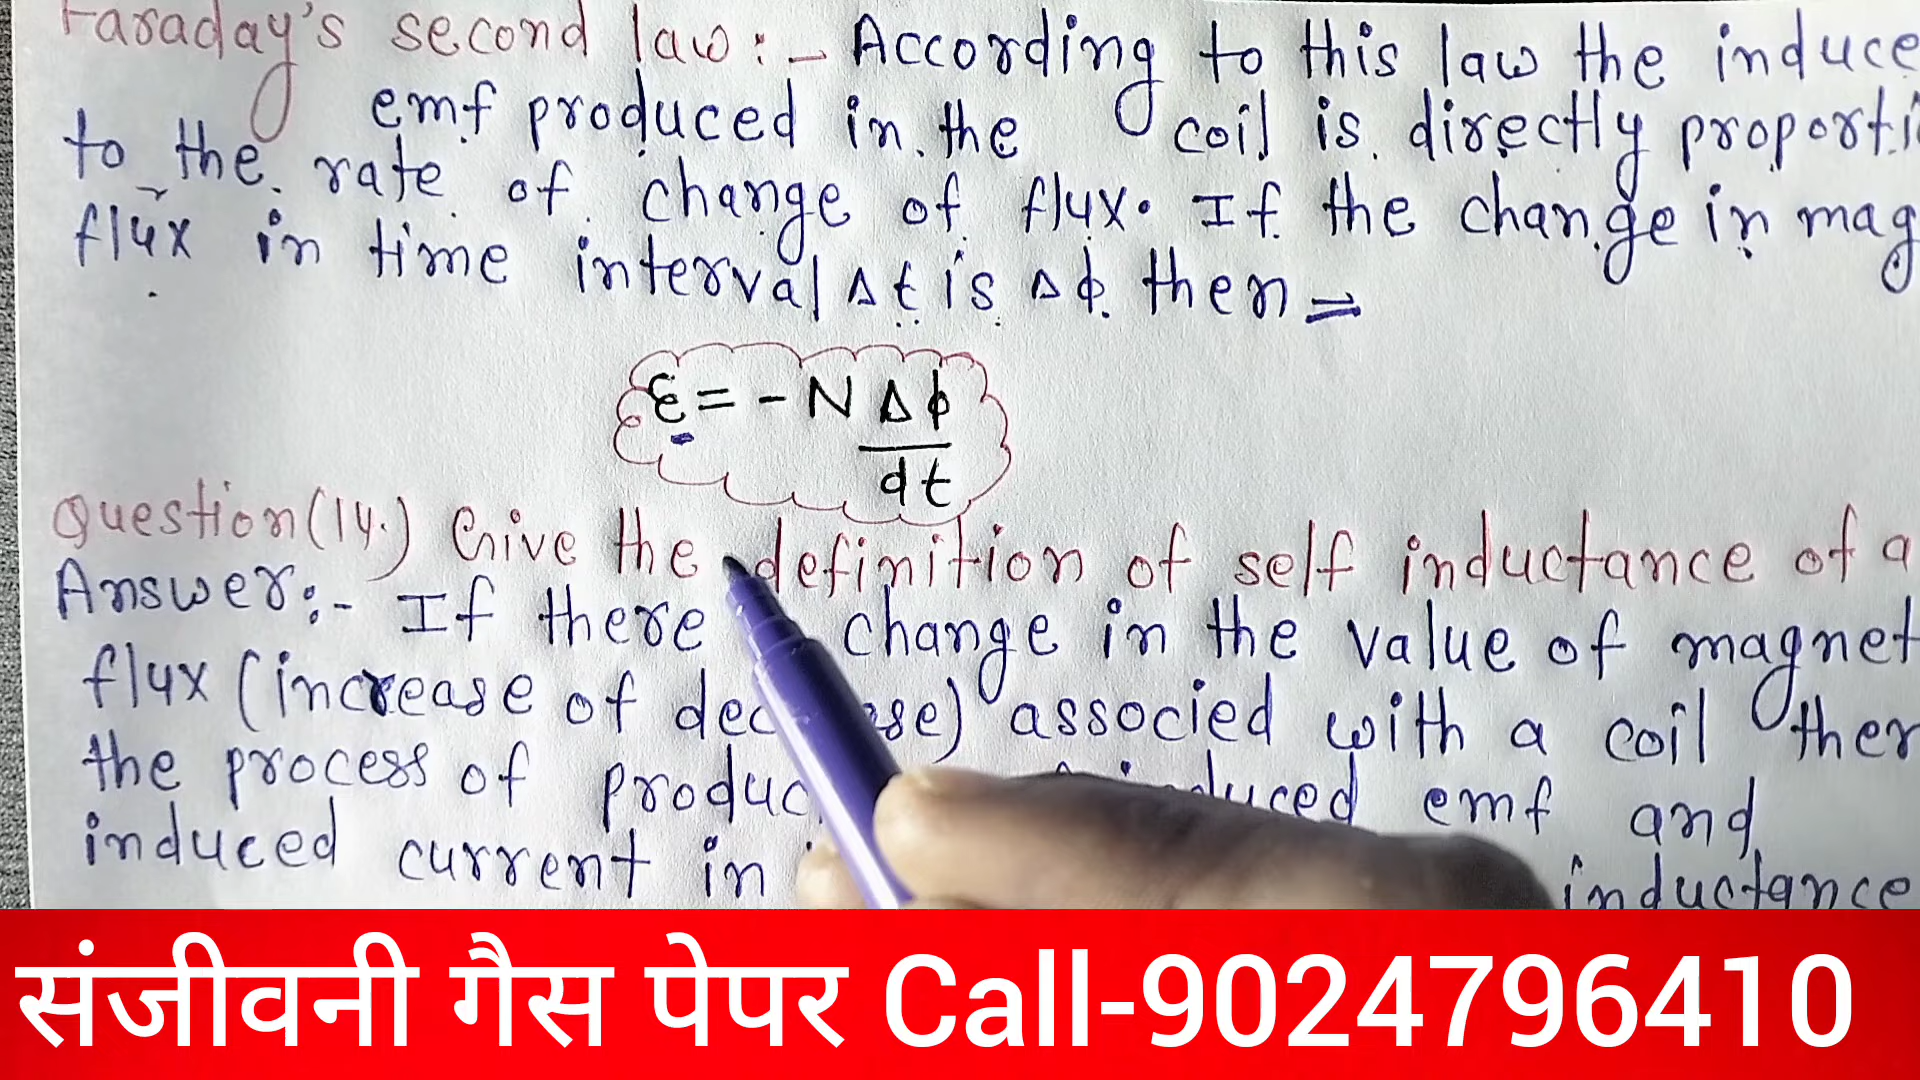 Faraday's second law:- According to this law the induce
emf produced in the coil is directly proporti
to the rate of change of flux. If the change in mag
flux in time interval Δt is Δϕ then =
ε = - N Δϕ
dt
Question(14.) Give the definition of self inductance of a
Answer:- If there change in the value of magnet
flux (increase of associed with a coil ther
the process of emf and
induced current in inductance
संजीवनी गैस पेपर Call-9024796410